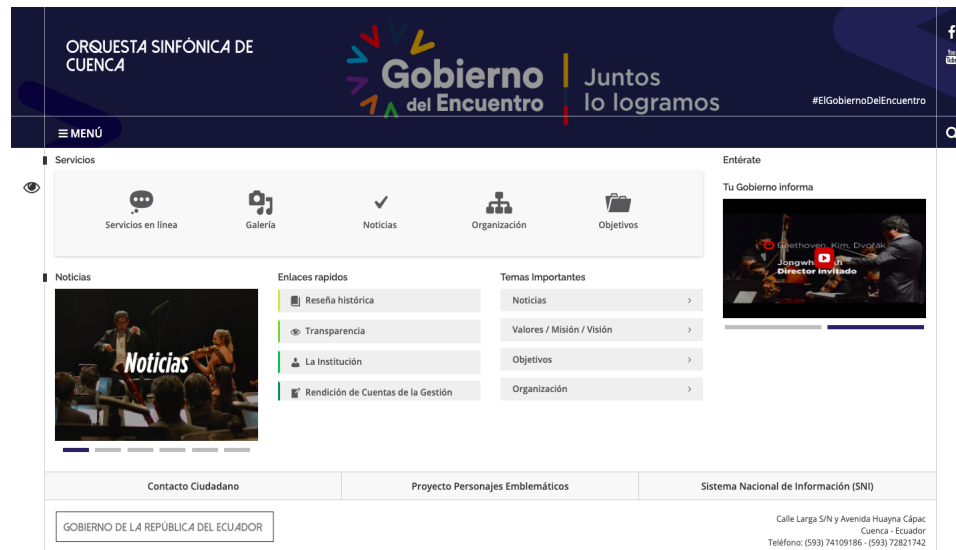 ORQUESTA SINFÓNICA DE
CUENCA
Gobierno
del Encuentro
Juntos
lo logramos
#ElGobiernoDelEncuentro
You
Tube
MENÚ
Servicios
Servicios en línea
Galería
Noticias
Organización
Objetivos
Entérate
Tu Gobierno informa
Beethoven, Kim, Dvořák
Jongwh
Director Invitado
Noticias
Noticias
Enlaces rapidos
Reseña histórica
Transparencia
La Institución
Rendición de Cuentas de la Gestión
Temas Importantes
Noticias
Valores / Misión / Visión
Objetivos
Organización
Contacto Ciudadano
Proyecto Personajes Emblemáticos
Sistema Nacional de Información (SNI)
GOBIERNO DE LA REPÚBLICA DEL ECUADOR
Calle Larga S/N y Avenida Huayna Cápac
Cuenca - Ecuador
Teléfono: (593) 74109186 - (593) 72821742